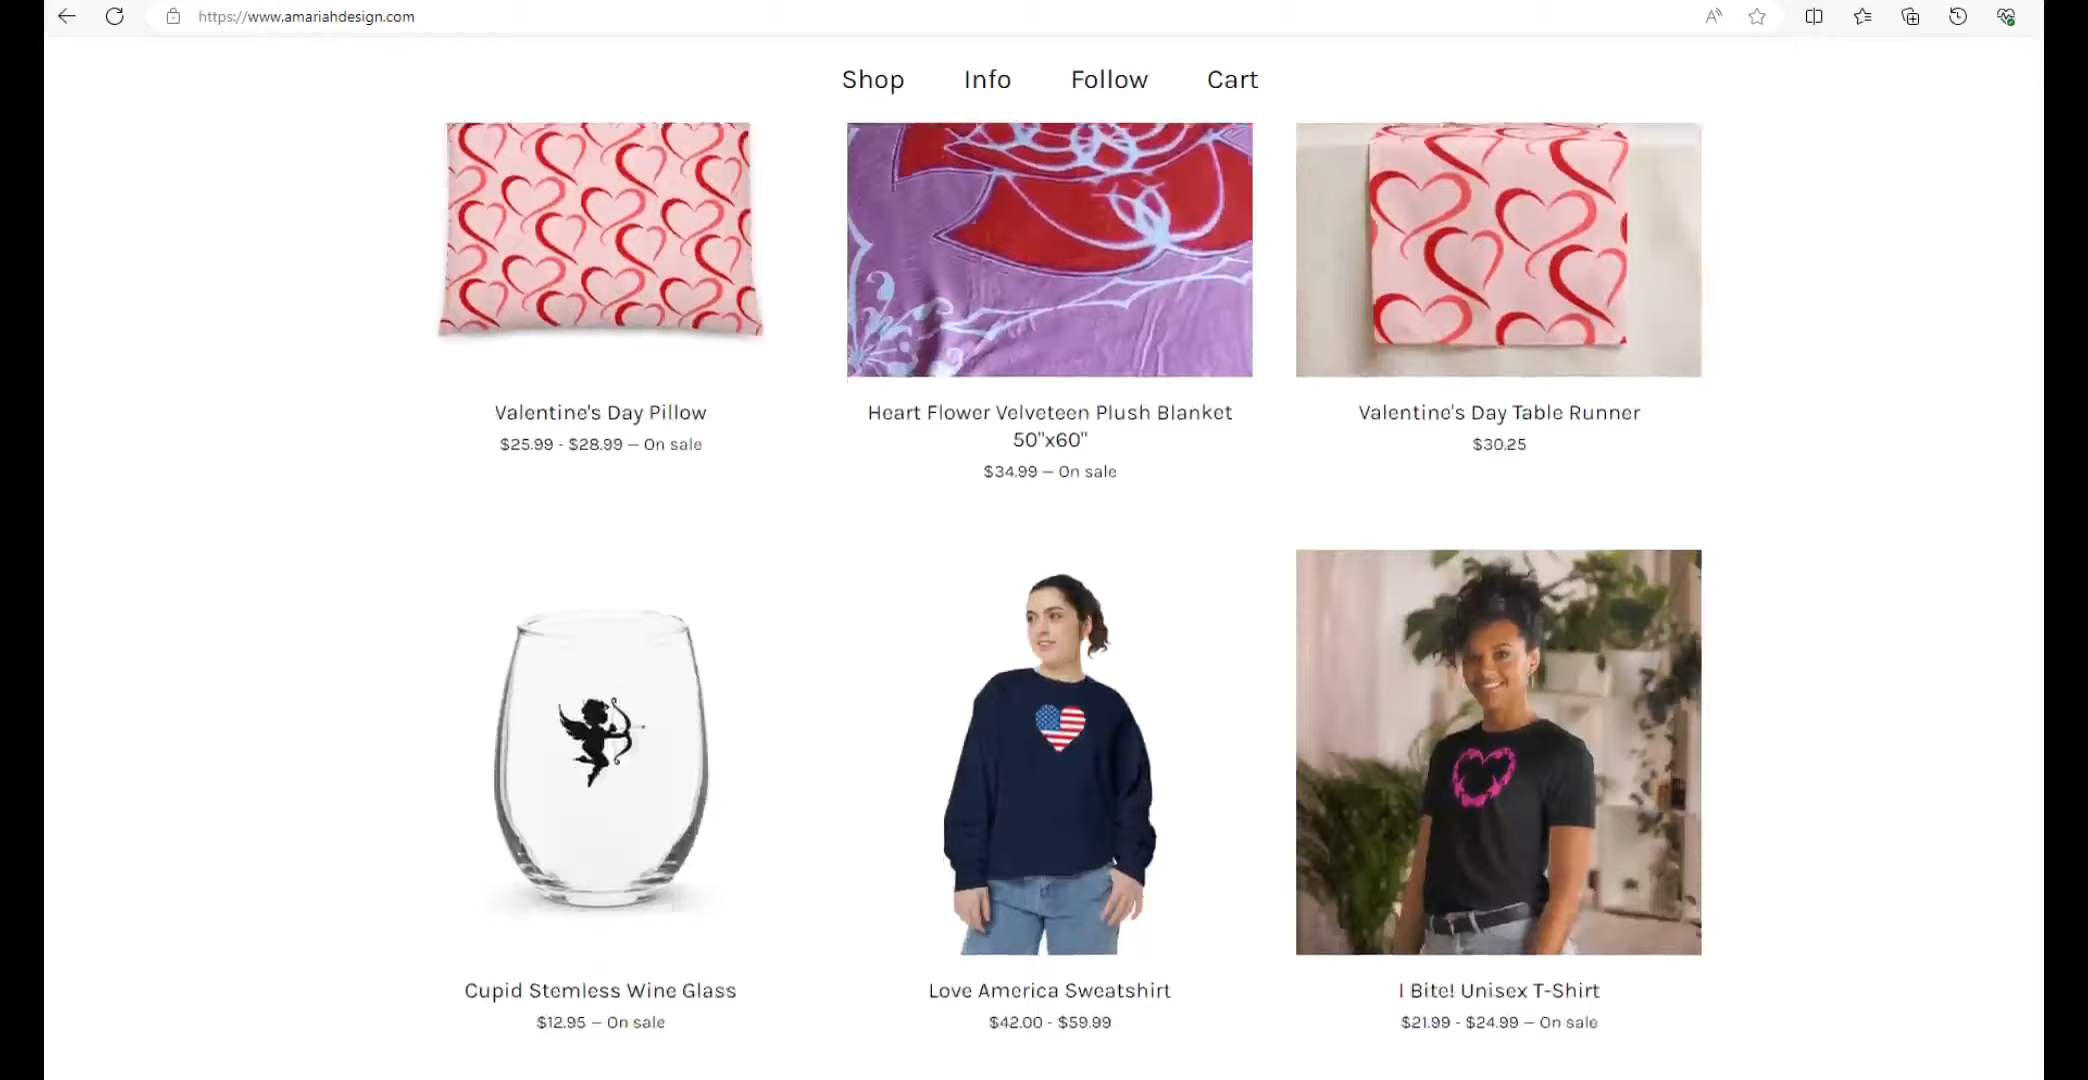 https://www.amariahdesign.com
Shop
Info
Follow
Cart
Valentine's Day Pillow
$25.99 - $28.99 — On sale
Heart Flower Velveteen Plush Blanket
50"x60"
$34.99 — On sale
Valentine's Day Table Runner
$30.25
Cupid Stemless Wine Glass
$12.95 — On sale
Love America Sweatshirt
$42.00 - $59.99
I Bite! Unisex T-Shirt
$21.99 - $24.99 — On sale